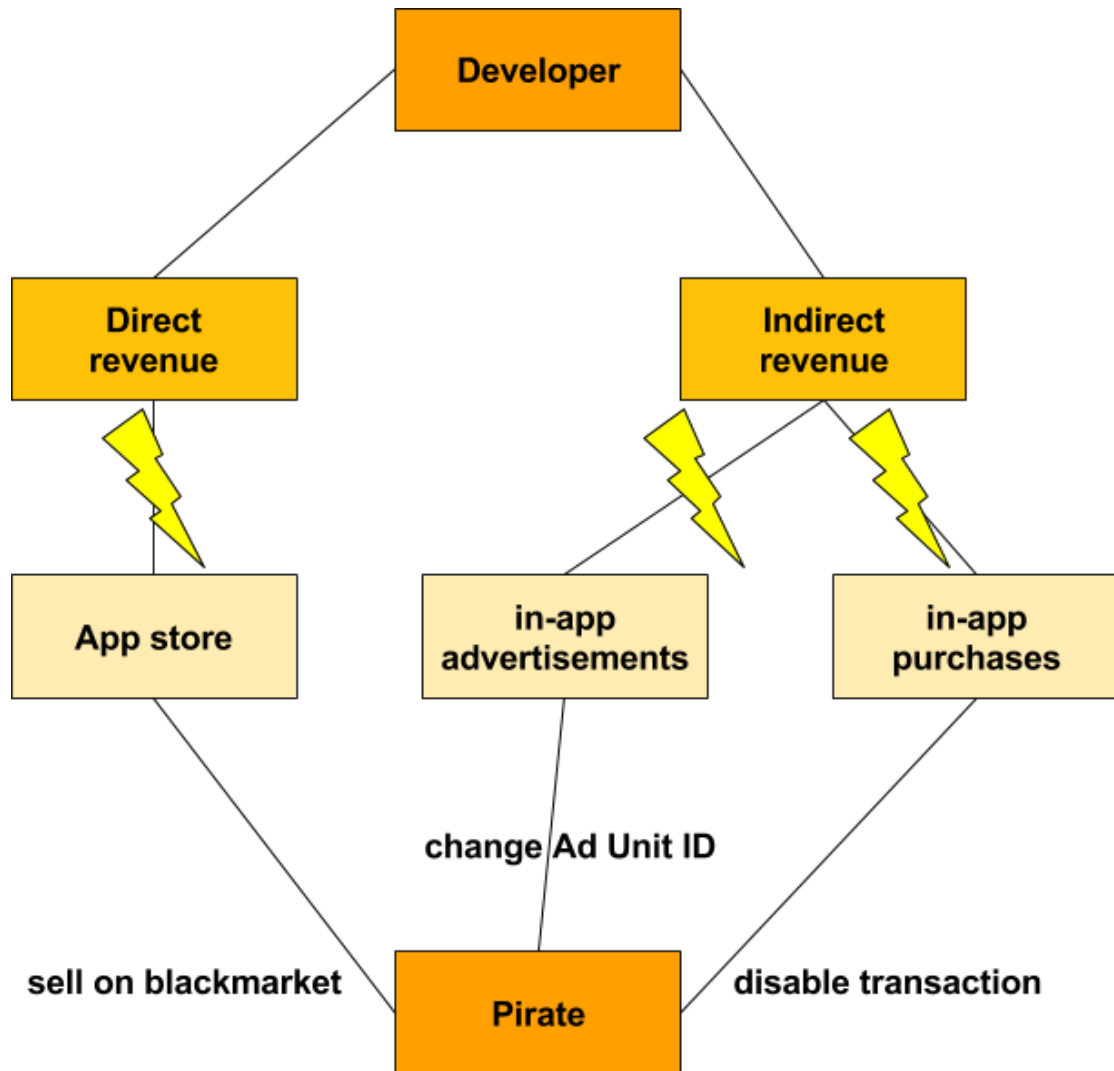 Developer
Direct
revenue
Indirect
revenue
App store
in-app
advertisements
in-app
purchases
change Ad Unit ID
sell on blackmarket
disable transaction
Pirate